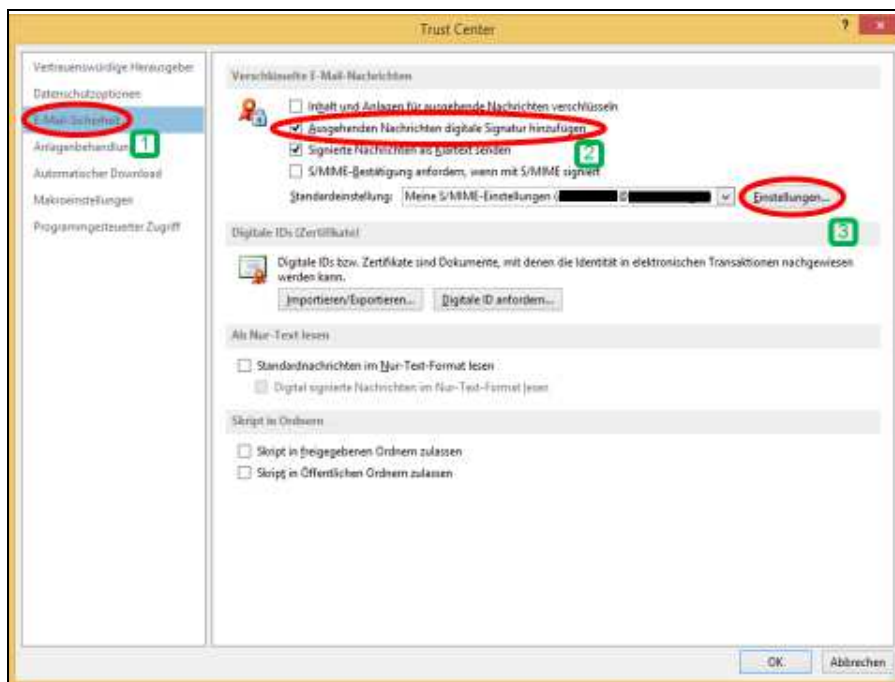 Trust Center
?
Vertrauenswürdige Herausgeber
Datenschutzoptionen
E-Mail-Sicherheit
1
Anlagenbehandlun
Automatischer Download
Makroeinstellungen
Programmgesteuerter Zugriff
Verschlüsselte E-Mail-Nachrichten
Inhalt und Anlagen für ausgehende Nachrichten verschlüsseln
Ausgehenden Nachrichten digitale Signatur hinzufügen
Signierte Nachrichten als Klartext senden
2
S/MIME-Bestätigung anfordern, wenn mit S/MIME signiert
Standardeinstellung: Meine S/MIME-Einstellungen ( Einstellungen...
3
Digitale IDs (Zertifikate)
Digitale IDs bzw. Zertifikate sind Dokumente, mit denen die Identität in elektronischen Transaktionen nachgewiesen
werden kann.
Importieren/Exportieren... Digitale ID anfordern...
Als Nur-Text lesen
Standardnachrichten im Nur-Text-Format lesen
Digital signierte Nachrichten im Nur-Text-Format lesen
Skript in Ordnern
Skript in freigegebenen Ordnern zulassen
Skript in Öffentlichen Ordnern zulassen
OK Abbrechen